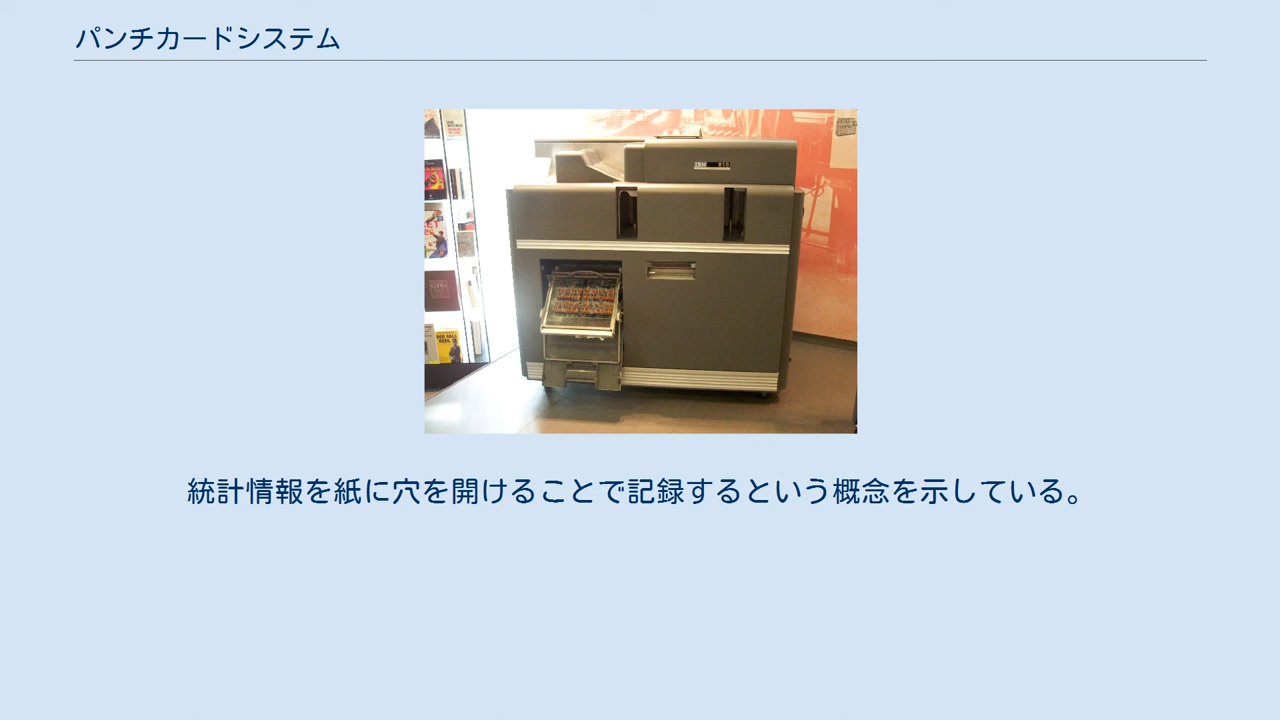 パンチカードシステム
IBM
統計情報を紙に穴を開けることで記録するという概念を示している。